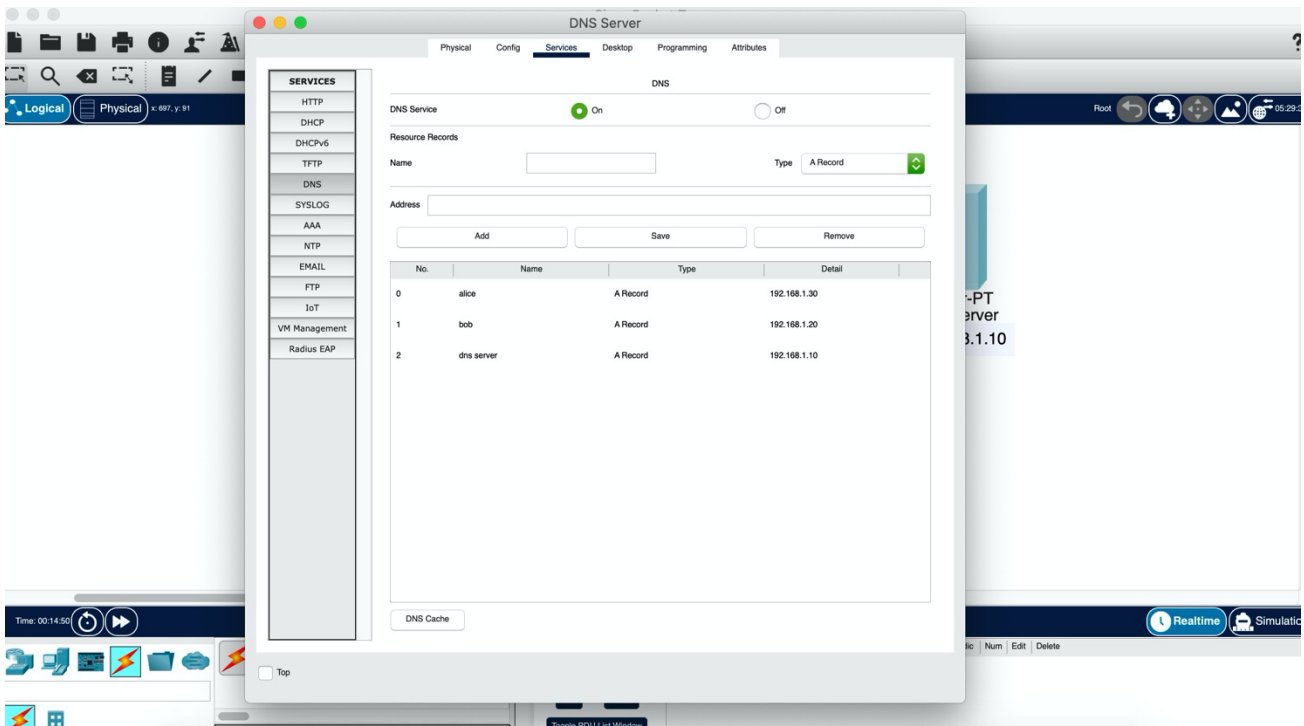 DNS Server
Physical Config Services Desktop Programming Attributes
Logical Physical x: 697, y: 91
Root 05:29:3
SERVICES
HTTP
DHCP
DHCPv6
TFTP
DNS
SYSLOG
AAA
NTP
EMAIL
FTP
IoT
VM Management
Radius EAP
DNS
DNS Service On Off
Resource Records
Name Type A Record
Address
Add Save Remove
No. Name Type Detail
0 alice A Record 192.168.1.30
1 bob A Record 192.168.1.20
2 dns server A Record 192.168.1.10
DNS Cache
Top
-PT
erver
3.1.10
Time: 00:14:50
Realtime Simulatio
ic Num Edit Delete
Toggle PDU List Window